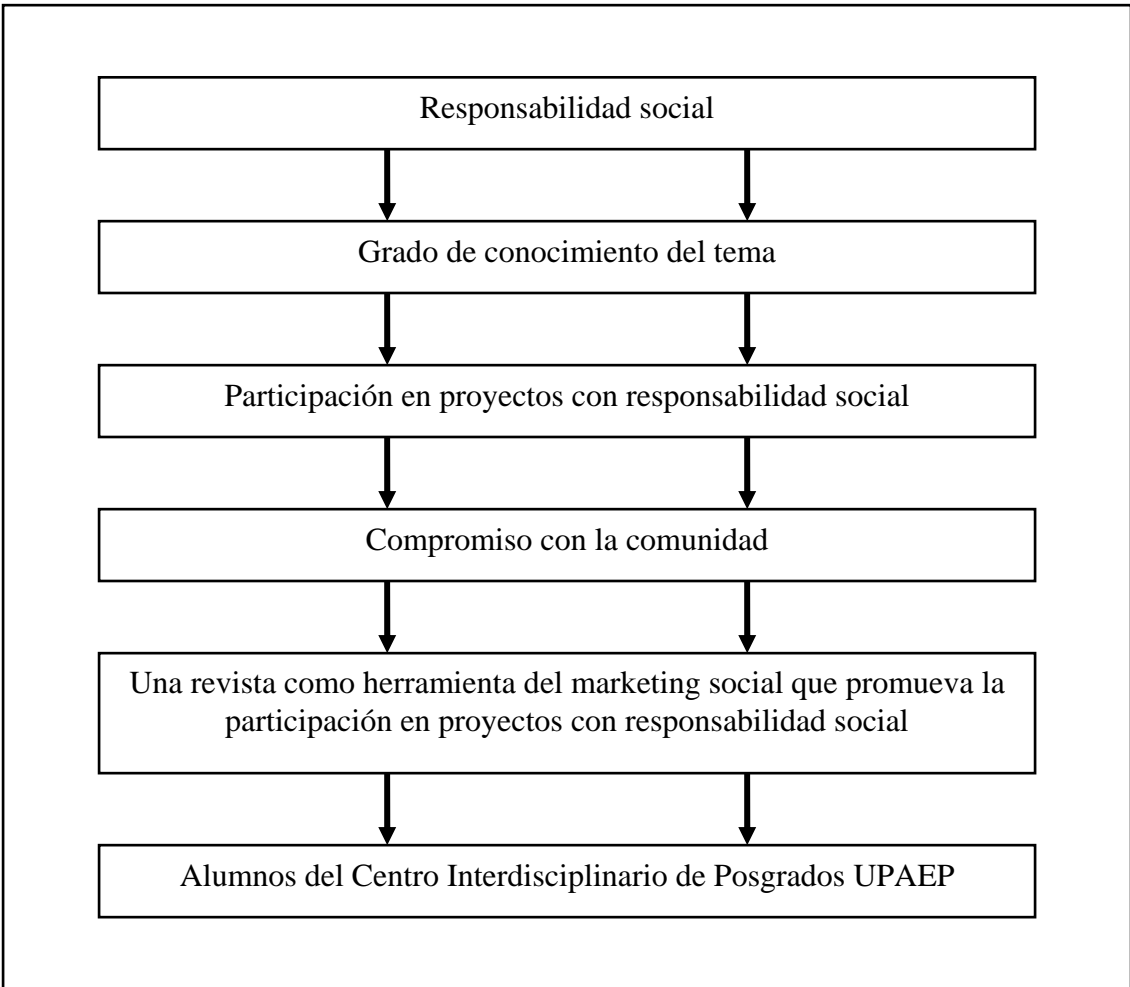 Responsabilidad social
Grado de conocimiento del tema
Participación en proyectos con responsabilidad social
Compromiso con la comunidad
Una revista como herramienta del marketing social que promueva la
participación en proyectos con responsabilidad social
Alumnos del Centro Interdisciplinario de Posgrados UPAEP